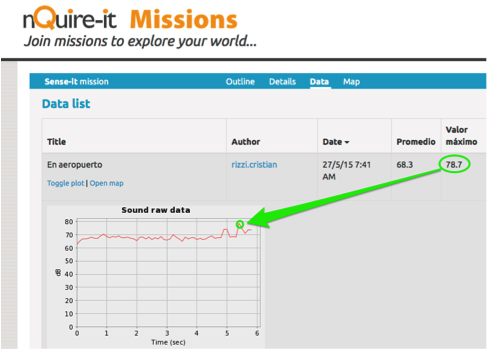 nQuire-it Missions
Join missions to explore your world...
Sense-it mission Outline Details Data Map
Data list
Title Author Date Promedio Valor máximo
En aeropuerto rizzi.cristian 27/5/15 7:41 AM 68.3 78.7
Toggle plot | Open map
Sound raw data
80
70
60
50
40
30
20
10
0
dB
0 1 2 3 4 5 6
Time (sec)